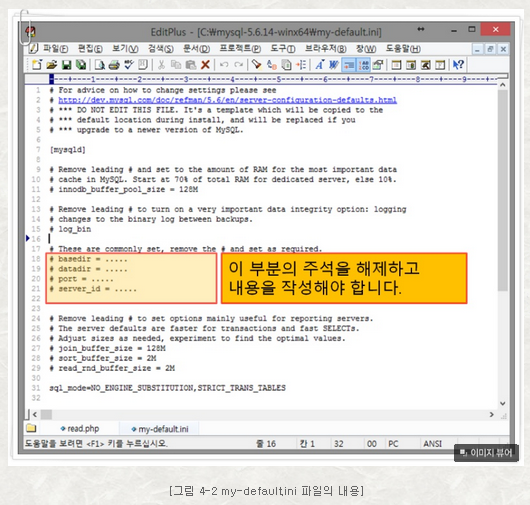 EditPlus - [C:₩mysql-5.6.14-winx64₩my-default.ini]
파일(F) 편집(E) 보기(V) 검색(S) 문서(D) 프로젝트(P) 도구(T) 브라우저(B) 창(W) 도움말(H)
----+----1----+----2----+----3----+----4----+----5----+----6----+----7----+----8----+----9----+--
1 # For advice on how to change settings please see
2 # http://dev.mysql.com/doc/refman/5.6/en/server-configuration-defaults.html
3 # *** DO NOT EDIT THIS FILE. It's a template which will be copied to the
4 # *** default location during install, and will be replaced if you
5 # *** upgrade to a newer version of MySQL.
6
7 [mysqld]
8
9 # Remove leading # and set to the amount of RAM for the most important data
10 # cache in MySQL. Start at 70% of total RAM for dedicated server, else 10%.
11 # innodb_buffer_pool_size = 128M
12
13 # Remove leading # to turn on a very important data integrity option: logging
14 # changes to the binary log between backups.
15 # log_bin
16
17 # These are commonly set, remove the # and set as required.
18 # basedir = .....
19 # datadir = .....
20 # port = .....
21 # server_id = .....
이 부분의 주석을 해제하고
내용을 작성해야 합니다.
22
23
24 # Remove leading # to set options mainly useful for reporting servers.
25 # The server defaults are faster for transactions and fast SELECTs.
26 # Adjust sizes as needed, experiment to find the optimal values.
27 # join_buffer_size = 128M
28 # sort_buffer_size = 2M
29 # read_rnd_buffer_size = 2M
30
31 sql_mode=NO_ENGINE_SUBSTITUTION,STRICT_TRANS_TABLES
32
read.php my-default.ini
도움말을 보려면 <F1> 키를 누르십시오. 줄 16 칸 1 32 00 PC ANSI
이미지 뷰어
[그림 4-2 my-default.ini 파일의 내용]